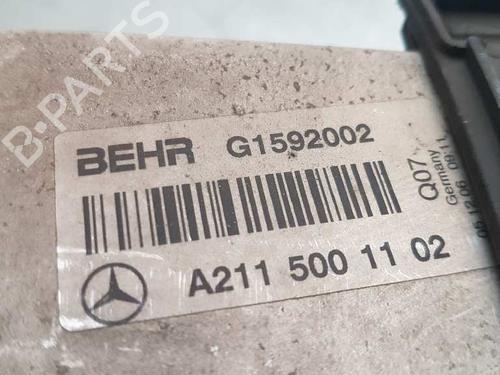 B-PARTS
BEHR G1592002
A211 500 11 02
Q07
Germany